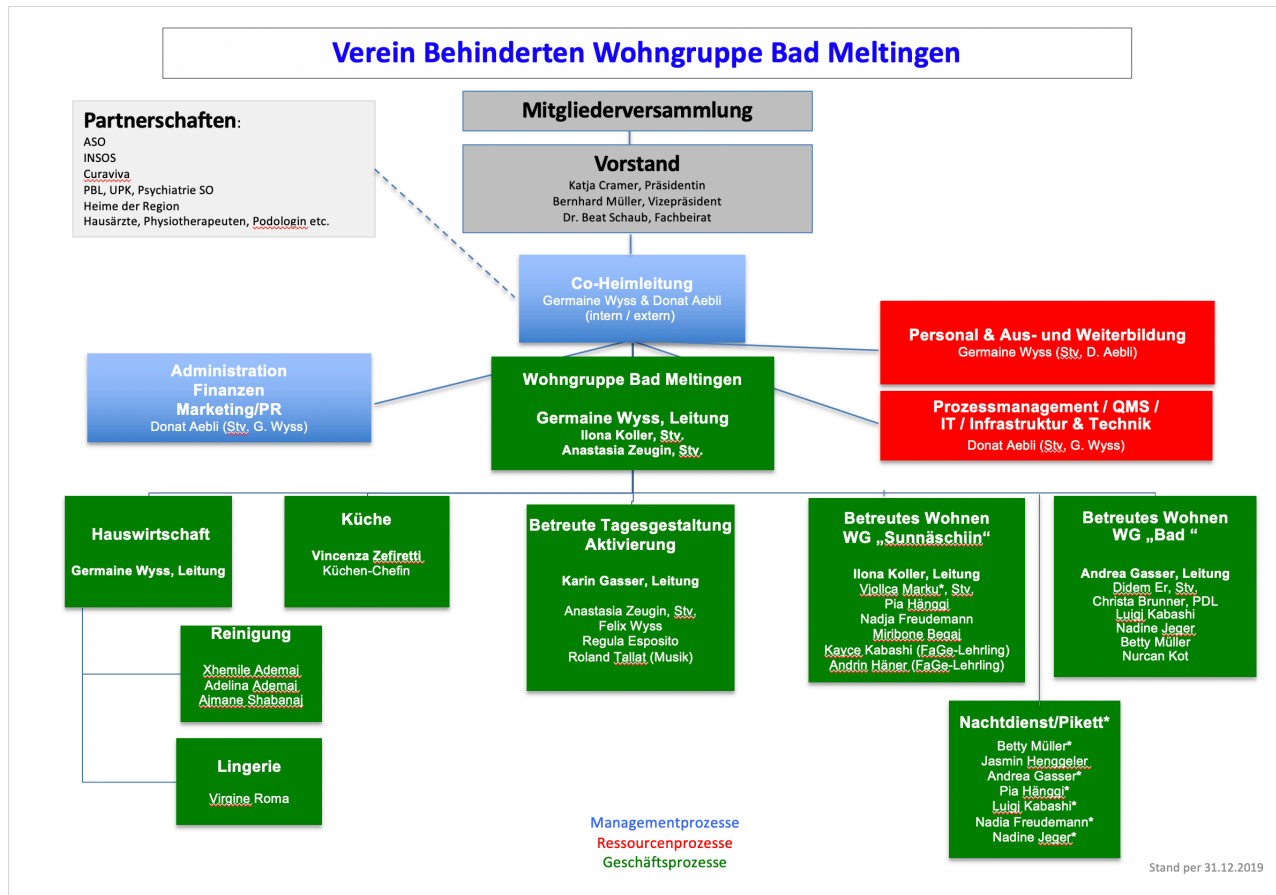 Verein Behinderten Wohngruppe Bad Meltingen
Partnerschaften:
ASO
INSOS
Curaviva
PBL, UPK, Psychiatrie SO
Heime der Region
Hausärzte, Physiotherapeuten, Podologin etc.
Mitgliederversammlung
Vorstand
Katja Cramer, Präsidentin
Bernhard Müller, Vizepräsident
Dr. Beat Schaub, Fachbeirat
Co-Heimleitung
Germaine Wyss & Donat Aebli
(intern / extern)
Administration
Finanzen
Marketing/PR
Donat Aebli (Stv. G. Wyss)
Wohngruppe Bad Meltingen
Germaine Wyss, Leitung
Ilona Koller, Stv.
Anastasia Zeugin, Stv.
Personal & Aus- und Weiterbildung
Germaine Wyss (Stv, D. Aebli)
Prozessmanagement / QMS /
IT / Infrastruktur & Technik
Donat Aebli (Stv, G. Wyss)
Hauswirtschaft
Germaine Wyss, Leitung
Küche
Vincenza Zefiretti
Küchen-Chefin
Betreute Tagesgestaltung
Aktivierung
Karin Gasser, Leitung
Anastasia Zeugin, Stv.
Felix Wyss
Regula Esposito
Roland Tallat (Musik)
Betreutes Wohnen
WG „Sunnäschiin“
Ilona Koller, Leitung
Viollca Marku*, Stv.
Pia Hänggi
Nadja Freudemann
Miribone Begaj
Kayce Kabashi (FaGe-Lehrling)
Andrin Häner (FaGe-Lehrling)
Betreutes Wohnen
WG „Bad “
Andrea Gasser, Leitung
Didem Er, Stv.
Christa Brunner, PDL
Luigi Kabashi
Nadine Jeger
Betty Müller
Nurcan Kot
Reinigung
Xhemile Ademaj
Adelina Ademaj
Ajmane Shabanaj
Lingerie
Virgine Roma
Nachtdienst/Pikett*
Betty Müller*
Jasmin Henggeler
Andrea Gasser*
Pia Hänggi*
Luigi Kabashi*
Nadia Freudemann*
Nadine Jeger*
Managementprozesse
Ressourcenprozesse
Geschäftsprozesse
Stand per 31.12.2019